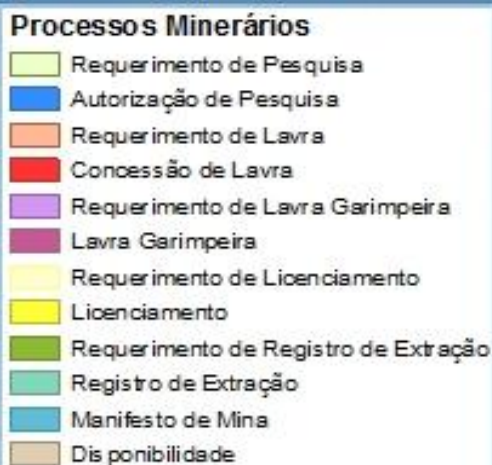 Processos Minerários
Requerimento de Pesquisa
Autorização de Pesquisa
Requerimento de Lavra
Concessão de Lavra
Requerimento de Lavra Garimpeira
Lavra Garimpeira
Requerimento de Licenciamento
Licenciamento
Requerimento de Registro de Extração
Registro de Extração
Manifesto de Mina
Disponibilidade